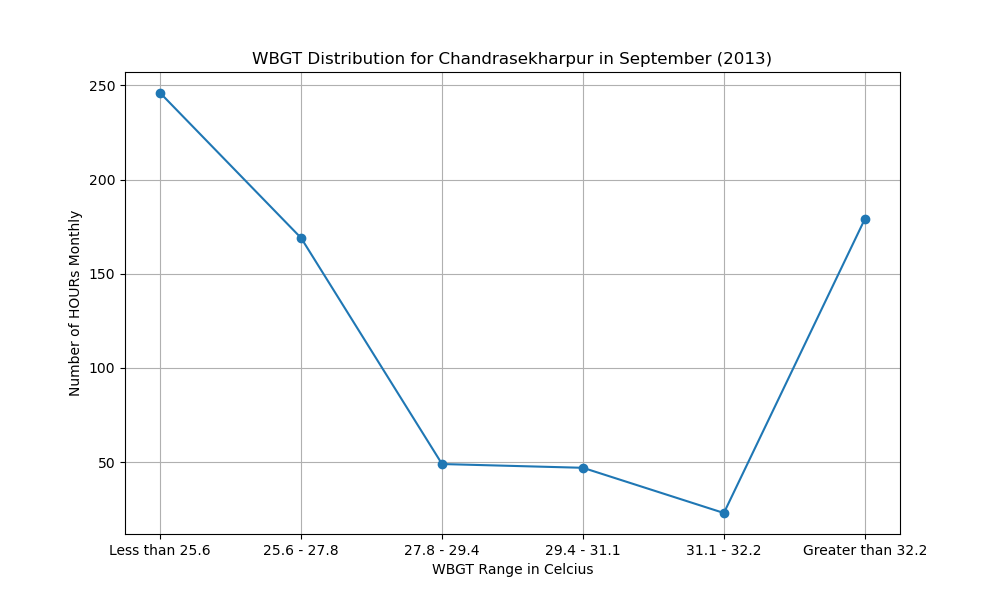 WBGT Distribution for Chandrasekharpur in September (2013)
Number of HOURs Monthly
250
200
150
100
50
Less than 25.6
25.6 - 27.8
27.8 - 29.4
29.4 - 31.1
31.1 - 32.2
Greater than 32.2
WBGT Range in Celcius